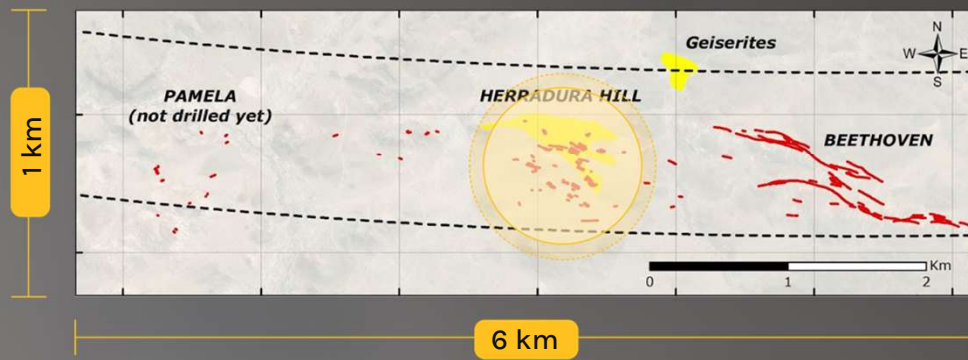 Geiserites
N
W E
S
PAMELA
(not drilled yet)
HERRADURA HILL
BEETHOVEN
1 km
Km
0 1 2
6 km